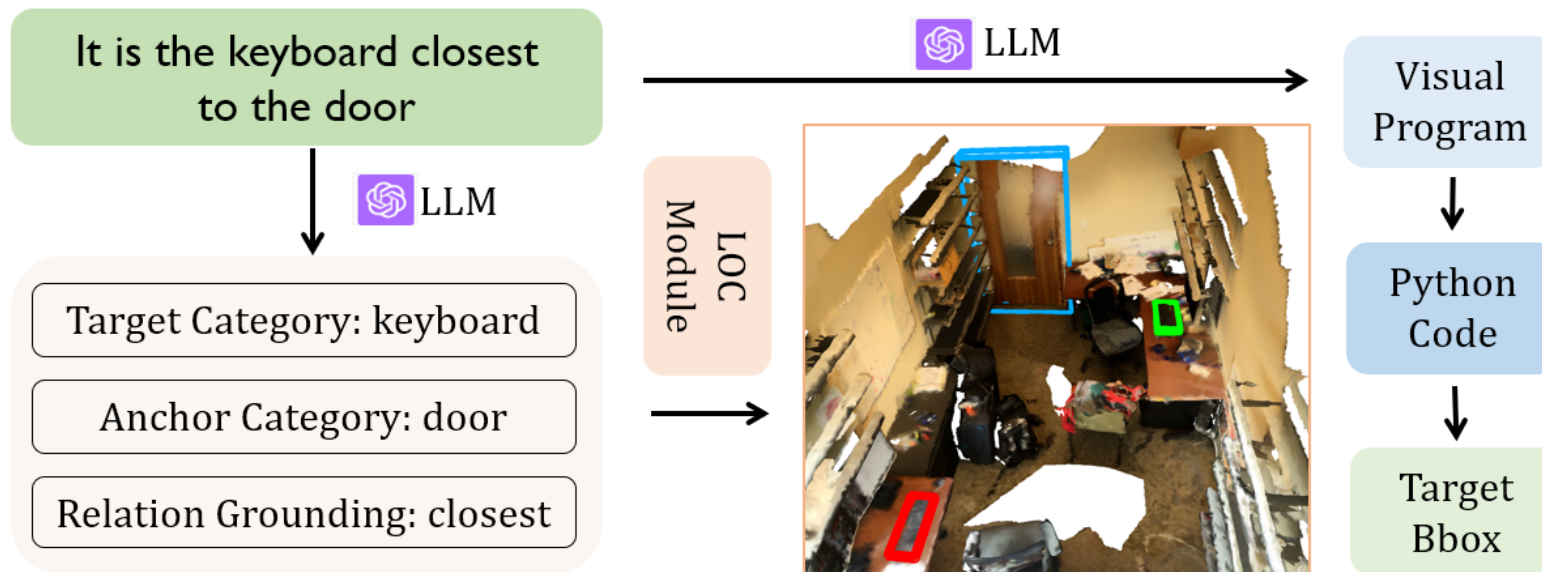 It is the keyboard closest
to the door
LLM
LLM
Target Category: keyboard
Anchor Category: door
Relation Grounding: closest
LOC
Module
Visual
Program
Python
Code
Target
Bbox